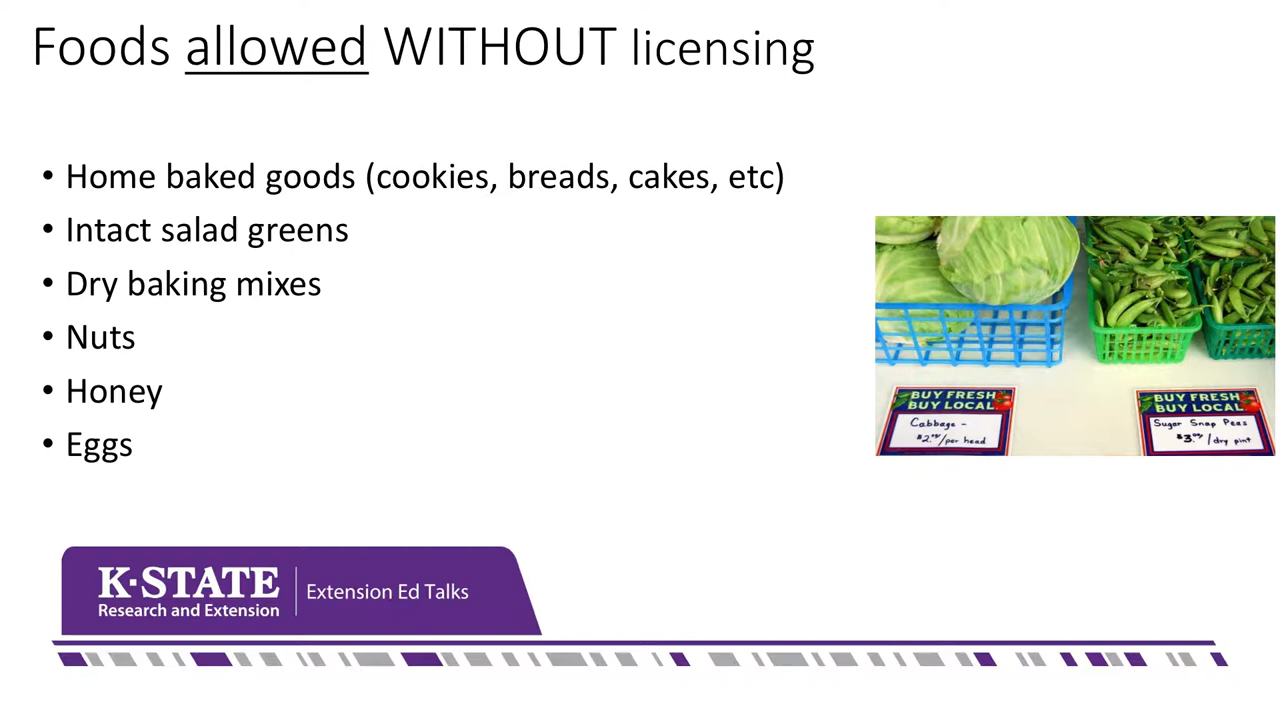 Foods allowed WITHOUT licensing
• Home baked goods (cookies, breads, cakes, etc)
• Intact salad greens
• Dry baking mixes
• Nuts
• Honey
• Eggs
BUY FRESH
BUY LOCAL
Cabbage -
$2.00/per head
BUY FRESH
BUY LOCAL
Sugar Snap Peas
$3.00/dry pint
K·STATE
Research and Extension
Extension Ed Talks